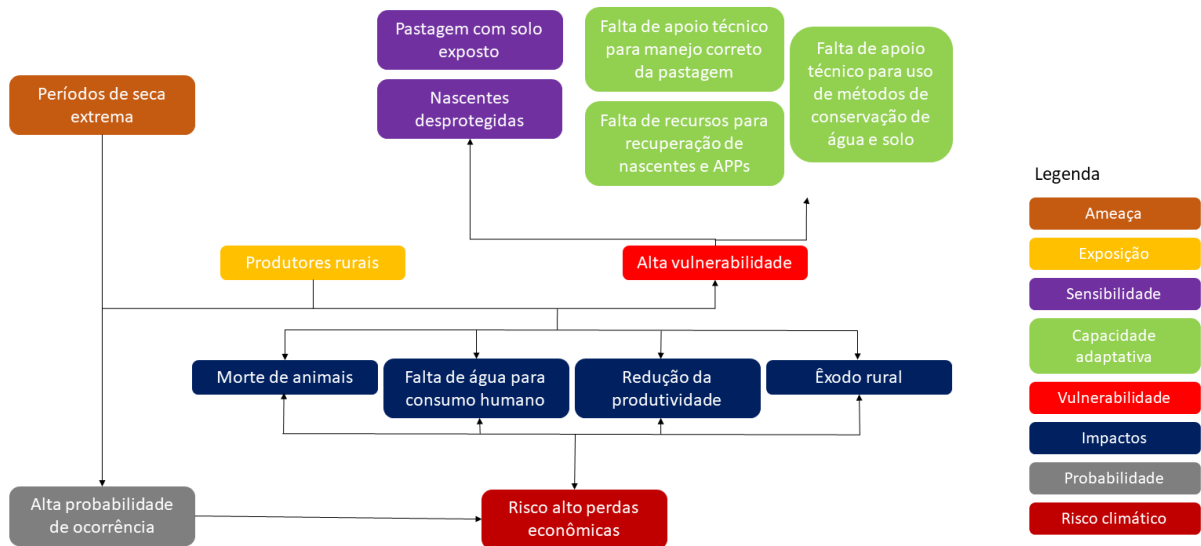 Pastagem com solo
exposto
Falta de apoio técnico
para manejo correto
da pastagem
Falta de apoio
técnico para uso
de métodos de
conservação de
água e solo
Períodos de seca
extrema
Nascentes
desprotegidas
Falta de recursos para
recuperação de
nascentes e APPs
Produtores rurais
Alta vulnerabilidade
Morte de animais
Falta de água para
consumo humano
Redução da
produtividade
Êxodo rural
Alta probabilidade
de ocorrência
Risco alto perdas
econômicas
Legenda
Ameaça
Exposição
Sensibilidade
Capacidade
adaptativa
Vulnerabilidade
Impactos
Probabilidade
Risco climático